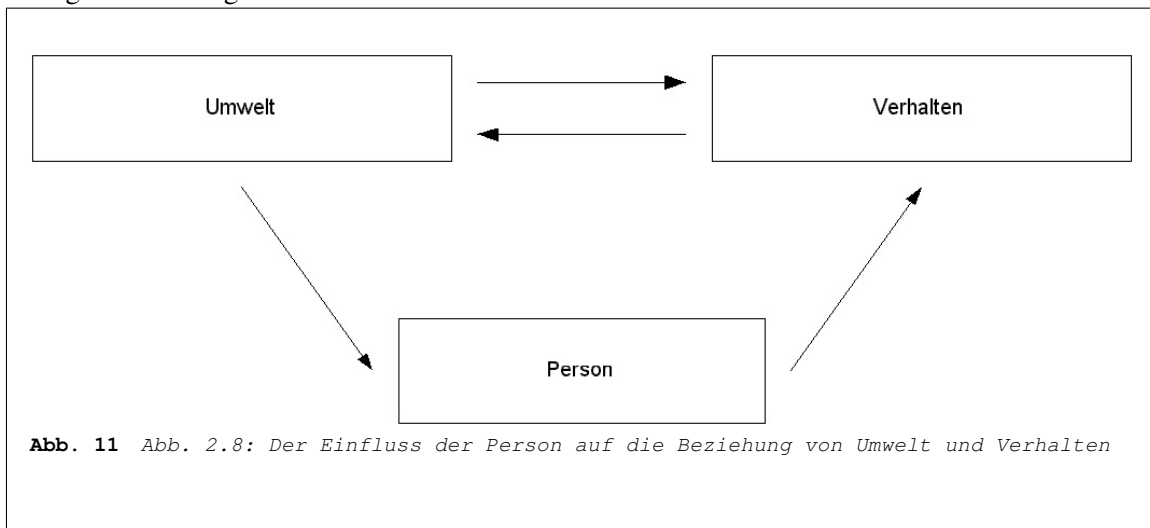 Umwelt
Verhalten
Person
Abb. 11 Abb. 2.8: Der Einfluss der Person auf die Beziehung von Umwelt und Verhalten